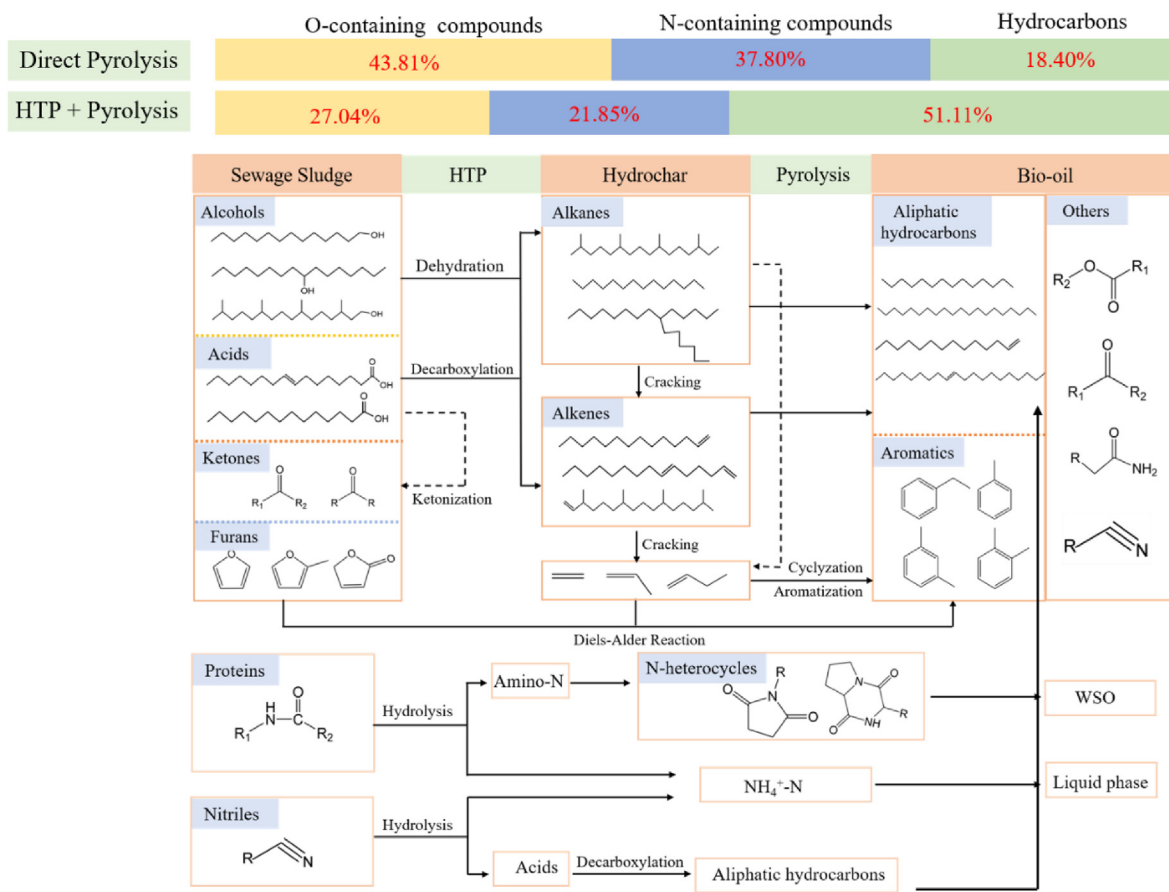 O-containing compounds
N-containing compounds
Hydrocarbons
Direct Pyrolysis
43.81%
37.80%
18.40%
HTP + Pyrolysis
27.04%
21.85%
51.11%
Sewage Sludge
HTP
Hydrochar
Pyrolysis
Bio-oil
Alcohols
OH
OH
OH
Dehydration
Acids
O
OH
O
OH
Decarboxylation
Ketones
O
R1
R2
O
R
R
Ketonization
Furans
O
O
O
O
Alkanes
Cracking
Alkenes
Cracking
Cyclyzation
Aromatization
Diels-Alder Reaction
Aliphatic
hydrocarbons
Aromatics
Others
R2
O
R1
O
O
R1
R2
O
R
NH2
R
N
Proteins
H
N
O
C
R1
R2
Hydrolysis
Amino-N
N-heterocycles
R
O
N
O
O
N
O
NH
R
WSO
NH4+-N
Liquid phase
Nitriles
R
N
Hydrolysis
Acids
Decarboxylation
Aliphatic hydrocarbons